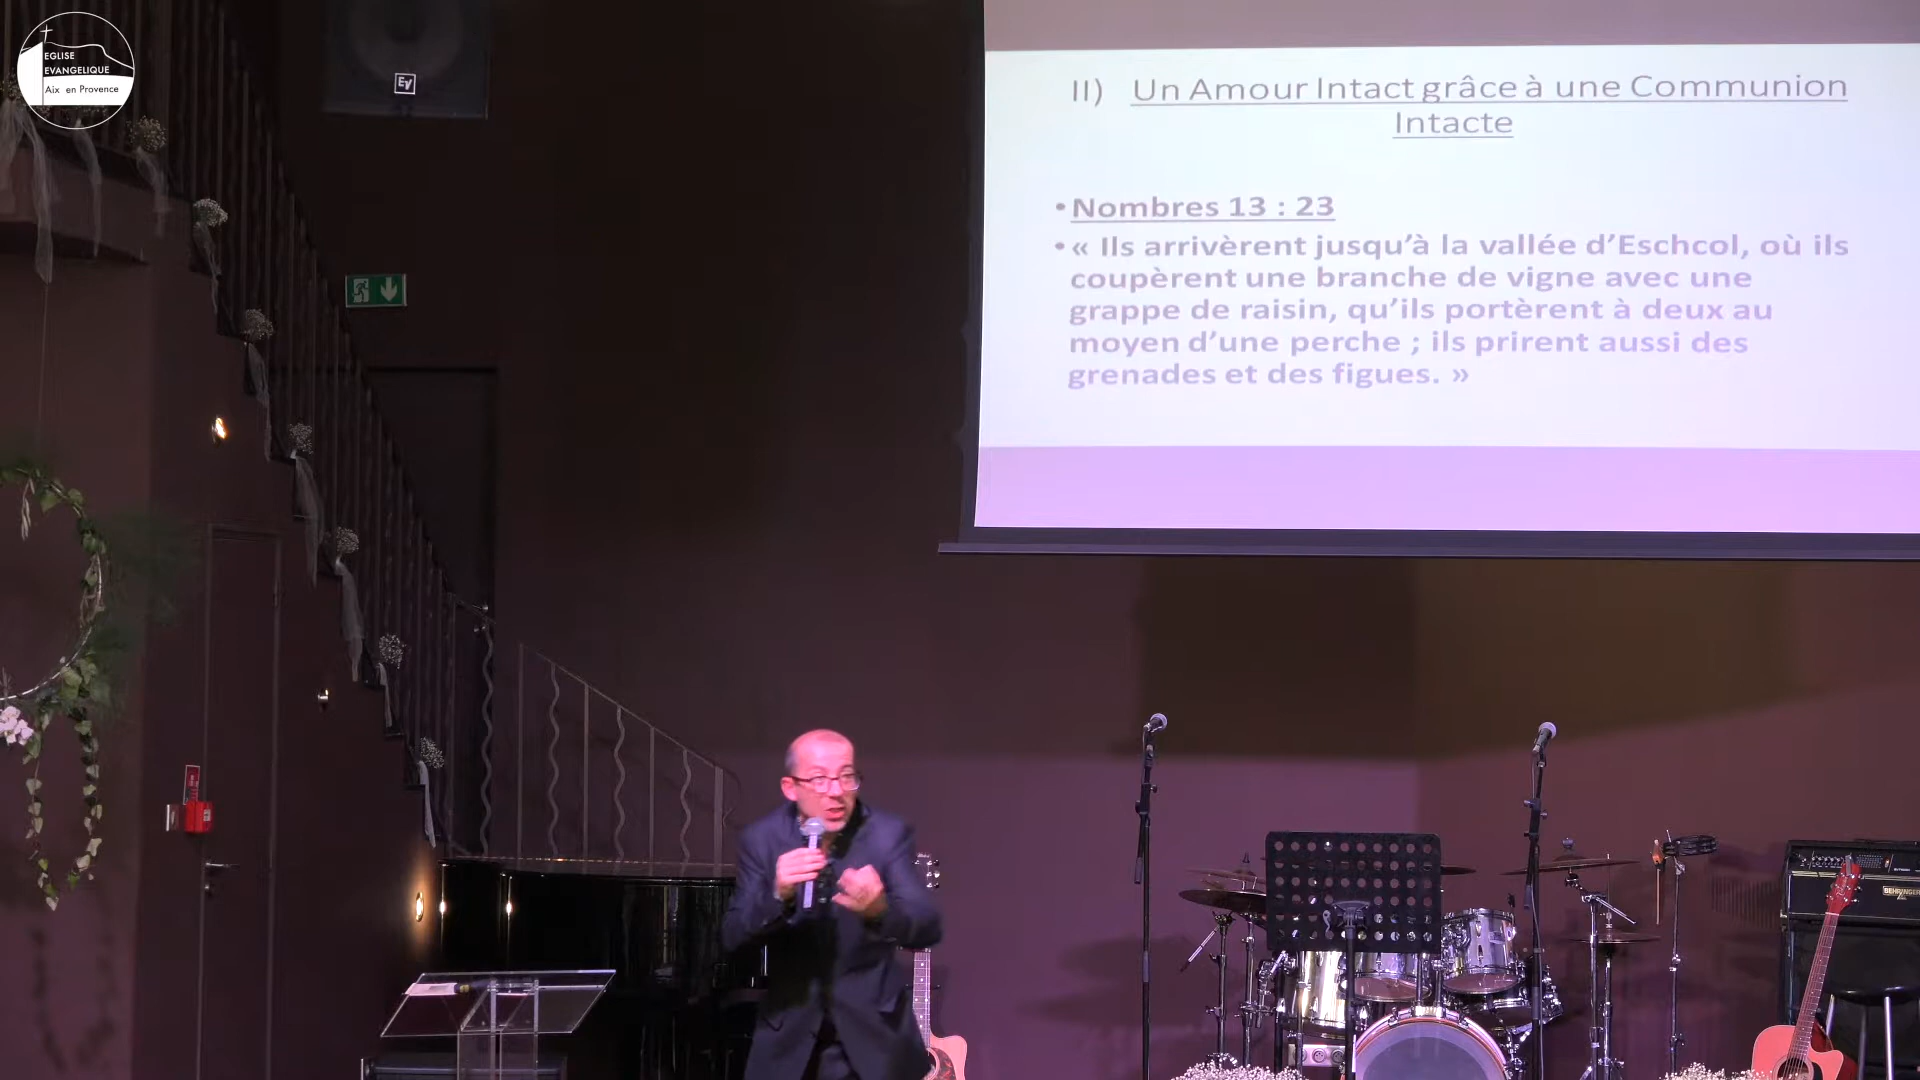 EGLISE
EVANGELIQUE
Aix en Provence
EV
II) Un Amour Intact grâce à une Communion
Intacte
•Nombres 13 : 23
•« Ils arrivèrent jusqu’à la vallée d’Eschcol, où ils
coupèrent une branche de vigne avec une
grappe de raisin, qu’ils portèrent à deux au
moyen d’une perche ; ils prirent aussi des
grenades et des figues. »
BEHRINGER